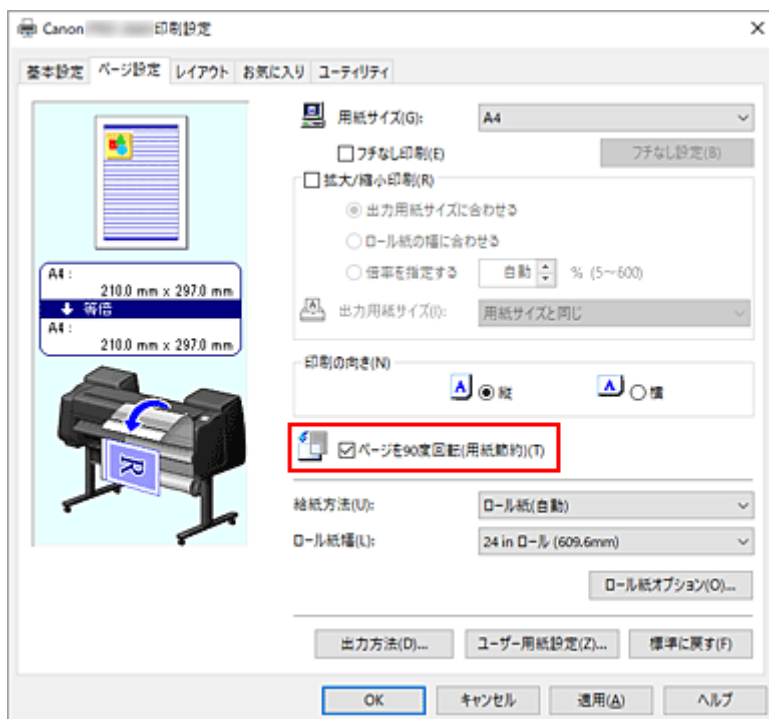 Canon 印刷設定
基本設定 ページ設定 レイアウト お気に入り ユーティリティ
用紙サイズ(G): A4
フチなし印刷(E) フチなし設定(B)
拡大/縮小印刷(R)
出力用紙サイズに合わせる
ロール紙の幅に合わせる
倍率を指定する 自動 % (5～600)
出力用紙サイズ(I): 用紙サイズと同じ
A4 :
210.0 mm x 297.0 mm
等倍
A4 :
210.0 mm x 297.0 mm
印刷の向き(N)
A 縦 A 横
R
ページを90度回転(用紙節約)(T)
給紙方法(U): ロール紙(自動)
ロール紙幅(L): 24 in ロール (609.6mm)
ロール紙オプション(O)...
出力方法(D)... ユーザー用紙設定(Z)... 標準に戻す(F)
OK キャンセル 適用(A) ヘルプ